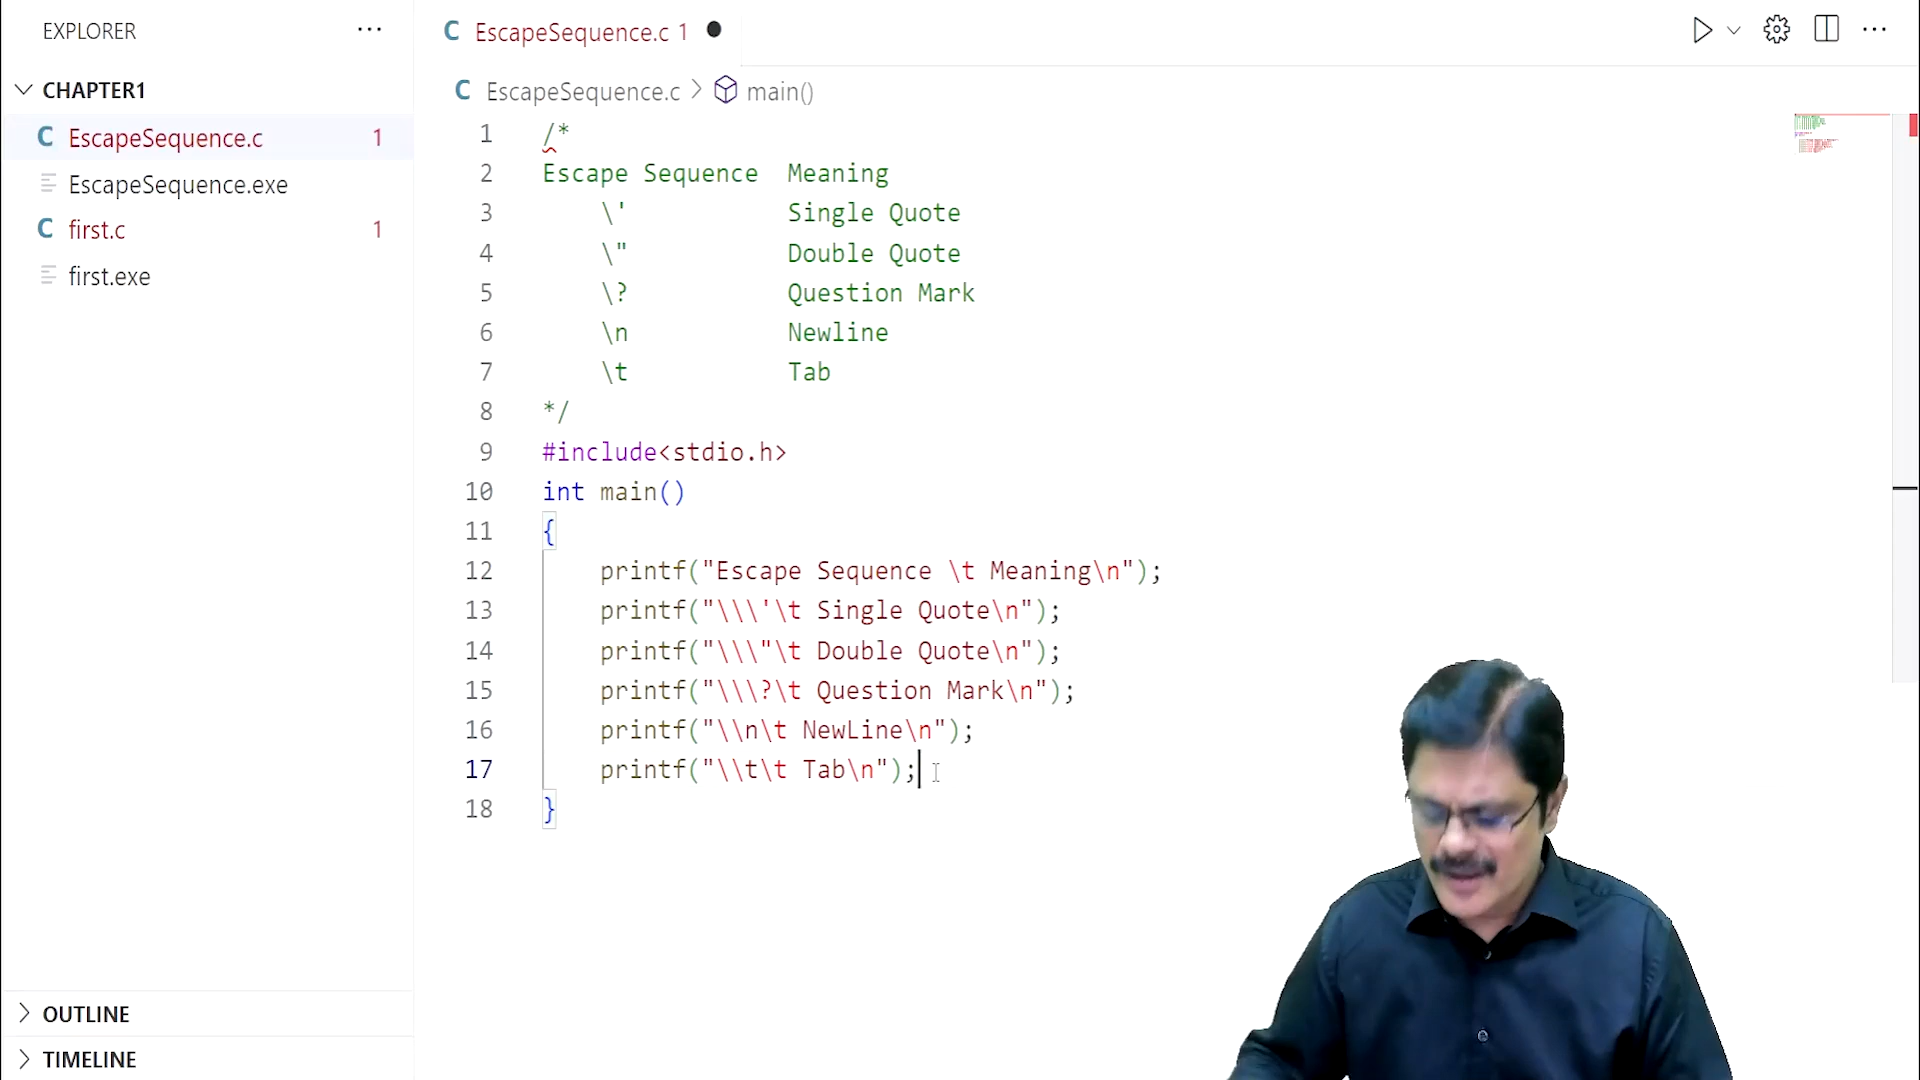 EXPLORER ...
CHAPTER1
C EscapeSequence.c 1
EscapeSequence.exe
C first.c 1
first.exe
OUTLINE
TIMELINE
C EscapeSequence.c 1 ●
...
C EscapeSequence.c > main()
1 /*
2 Escape Sequence  Meaning
3     \'           Single Quote
4     \"           Double Quote
5     \?           Question Mark
6     \n           Newline
7     \t           Tab
8 */
9 #include<stdio.h>
10 int main()
11 {
12     printf("Escape Sequence \t Meaning\n");
13     printf("\\\'\t Single Quote\n");
14     printf("\\\"\t Double Quote\n");
15     printf("\\\?\t Question Mark\n");
16     printf("\\n\t NewLine\n");
17     printf("\\t\t Tab\n");
18 }